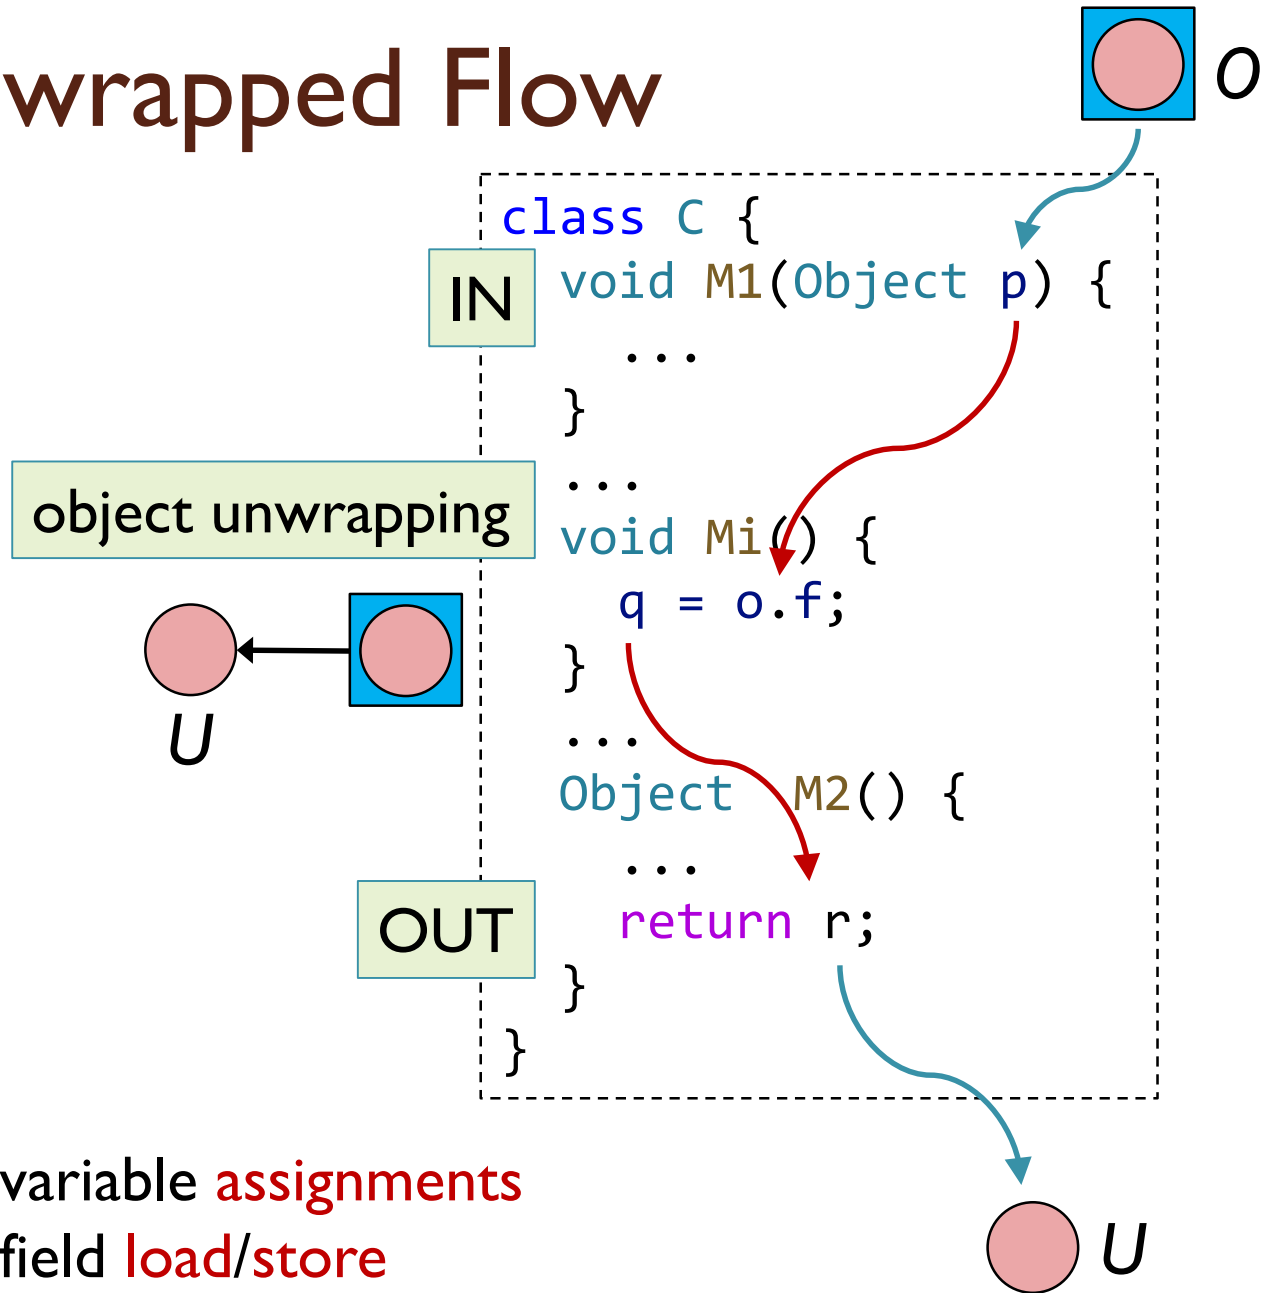 wrapped Flow
O
class C {
IN
void M1(Object p) {
...
}
...
object unwrapping
void Mi() {
q = o.f;
}
U
...
Object M2() {
...
OUT
return r;
}
}
variable assignments
field load/store
U